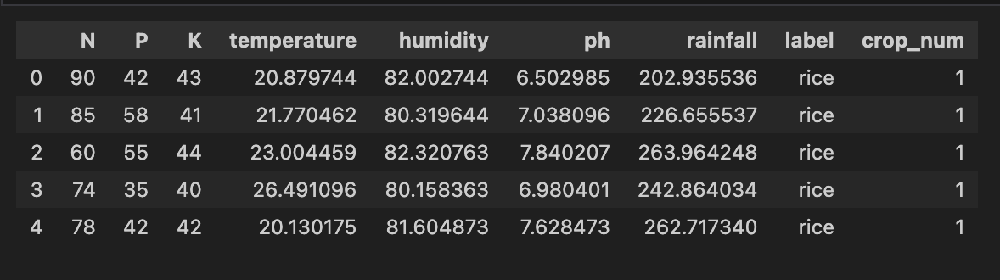 N P K temperature humidity ph rainfall label crop_num
0 90 42 43 20.879744 82.002744 6.502985 202.935536 rice 1
1 85 58 41 21.770462 80.319644 7.038096 226.655537 rice 1
2 60 55 44 23.004459 82.320763 7.840207 263.964248 rice 1
3 74 35 40 26.491096 80.158363 6.980401 242.864034 rice 1
4 78 42 42 20.130175 81.604873 7.628473 262.717340 rice 1